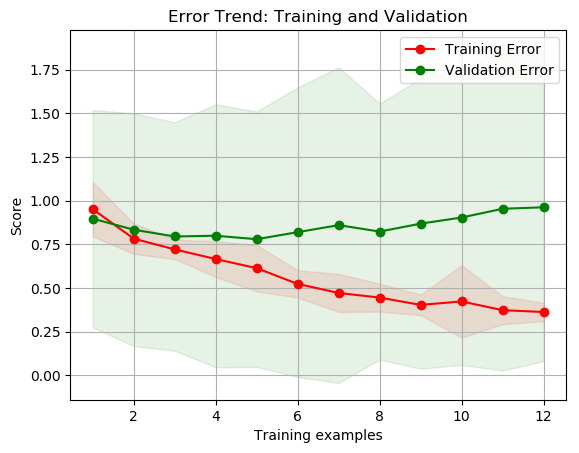 Error Trend: Training and Validation
Training Error
Validation Error
Score
1.75
1.50
1.25
1.00
0.75
0.50
0.25
0.00
2 4 6 8 10 12
Training examples